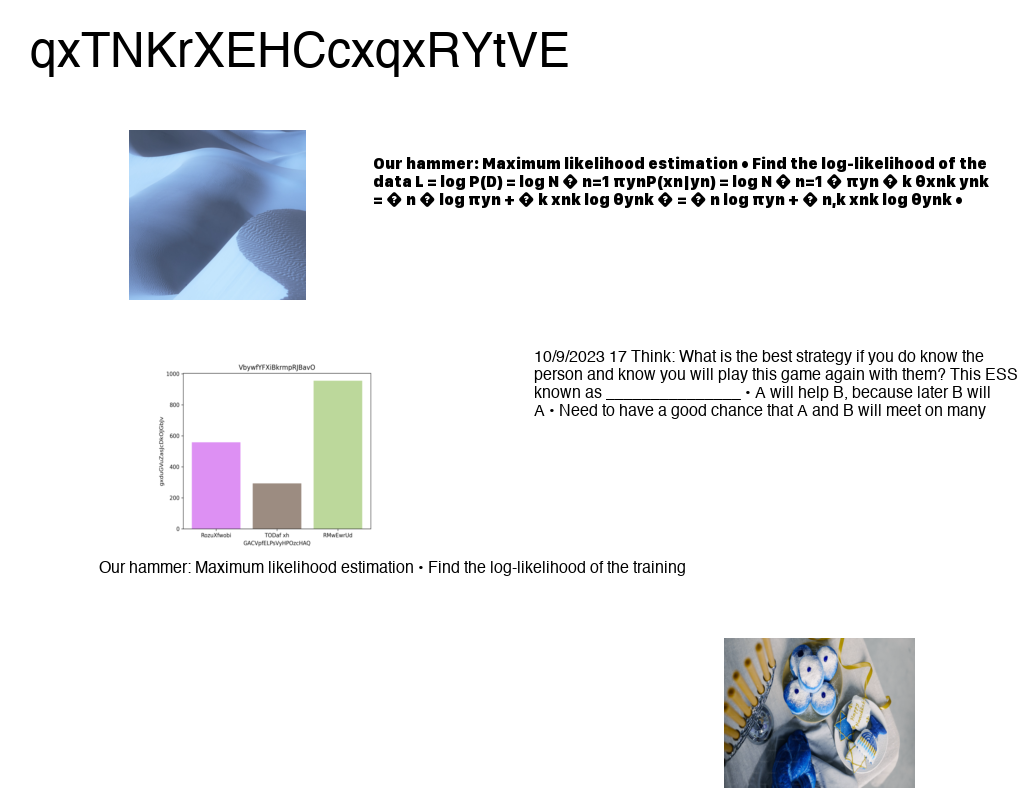 qxTNKrXEHCcxqxRYtVE
Our hammer: Maximum likelihood estimation • Find the log-likelihood of the
data L = log P(D) = log N � n=1 πynP(xn|yn) = log N � n=1 � πyn � k θxnk ynk
= � n � log πyn + � k xnk log θynk � = � n log πyn + � n,k xnk log θynk •
10/9/2023 17 Think: What is the best strategy if you do know the
person and know you will play this game again with them? This ESS
known as _______________ • A will help B, because later B will
A • Need to have a good chance that A and B will meet on many
VbywfYFXiBkrmpRJBavO
1000
800
600
400
200
0
RozuXfwobi
TODaf xh
RMwEwrUd
GACVpfELPsVyHPOzcHAQ
Our hammer: Maximum likelihood estimation • Find the log-likelihood of the training